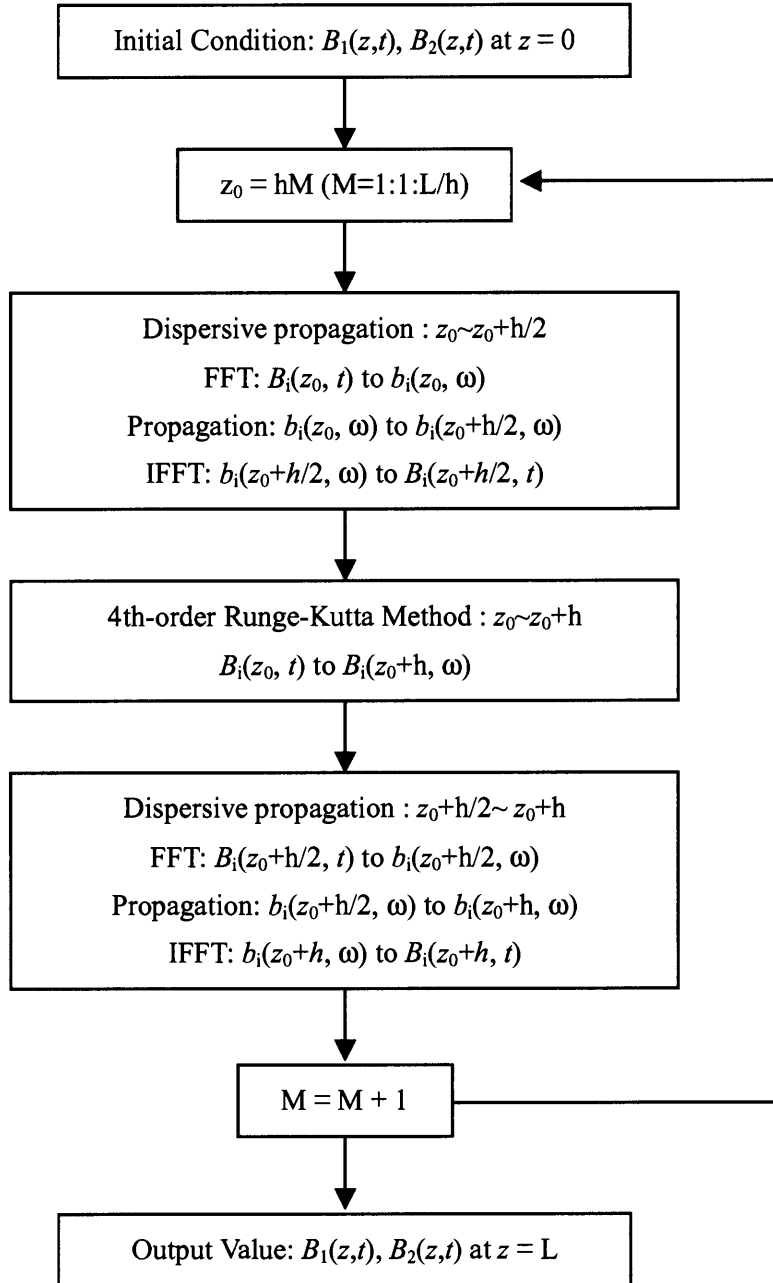 Initial Condition: B₁(z,t), B₂(z,t) at z = 0
z₀ = hM (M=1:1:L/h)
Dispersive propagation : z₀~z₀+h/2
FFT: Bᵢ(z₀, t) to bᵢ(z₀, ω)
Propagation: bᵢ(z₀, ω) to bᵢ(z₀+h/2, ω)
IFFT: bᵢ(z₀+h/2, ω) to Bᵢ(z₀+h/2, t)
4th-order Runge-Kutta Method : z₀~z₀+h
Bᵢ(z₀, t) to Bᵢ(z₀+h, ω)
Dispersive propagation : z₀+h/2~ z₀+h
FFT: Bᵢ(z₀+h/2, t) to bᵢ(z₀+h/2, ω)
Propagation: bᵢ(z₀+h/2, ω) to bᵢ(z₀+h, ω)
IFFT: bᵢ(z₀+h, ω) to Bᵢ(z₀+h, t)
M = M + 1
Output Value: B₁(z,t), B₂(z,t) at z = L